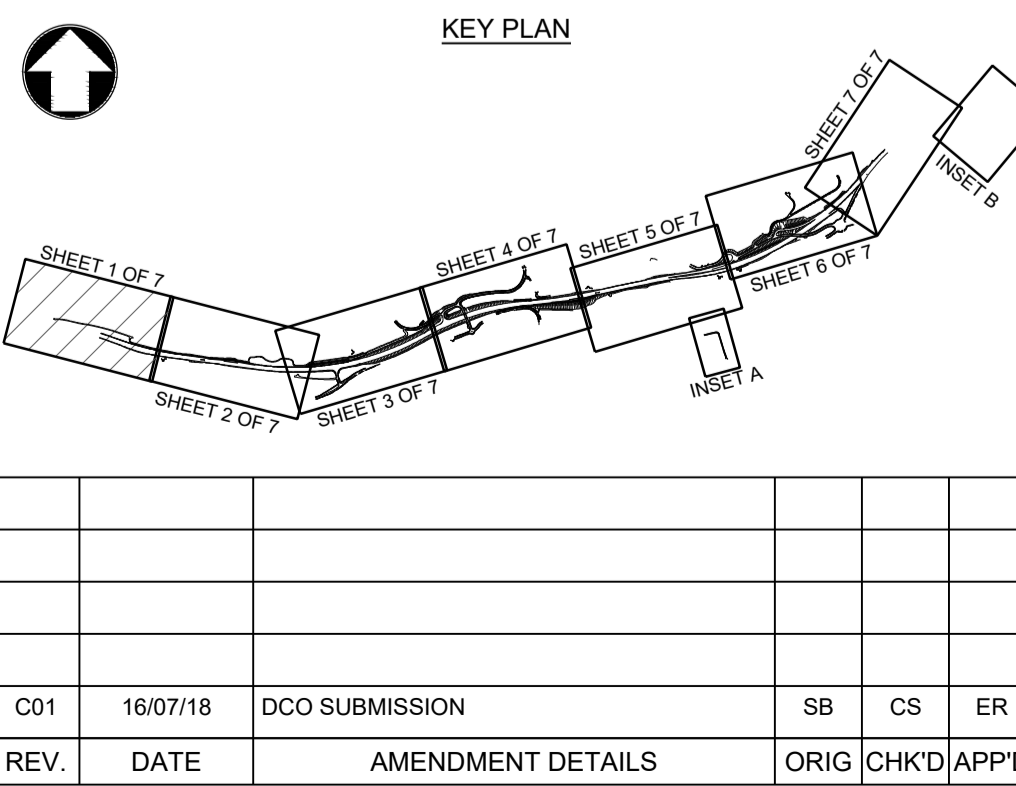 KEY PLAN
SHEET 7 OF 7
INSET B
SHEET 5 OF 7
SHEET 4 OF 7
SHEET 1 OF 7
SHEET 6 OF 7
INSET A
SHEET 3 OF 7
SHEET 2 OF 7
C01 16/07/18 DCO SUBMISSION SB CS ER
REV. DATE AMENDMENT DETAILS ORIG CHK'D APP'D